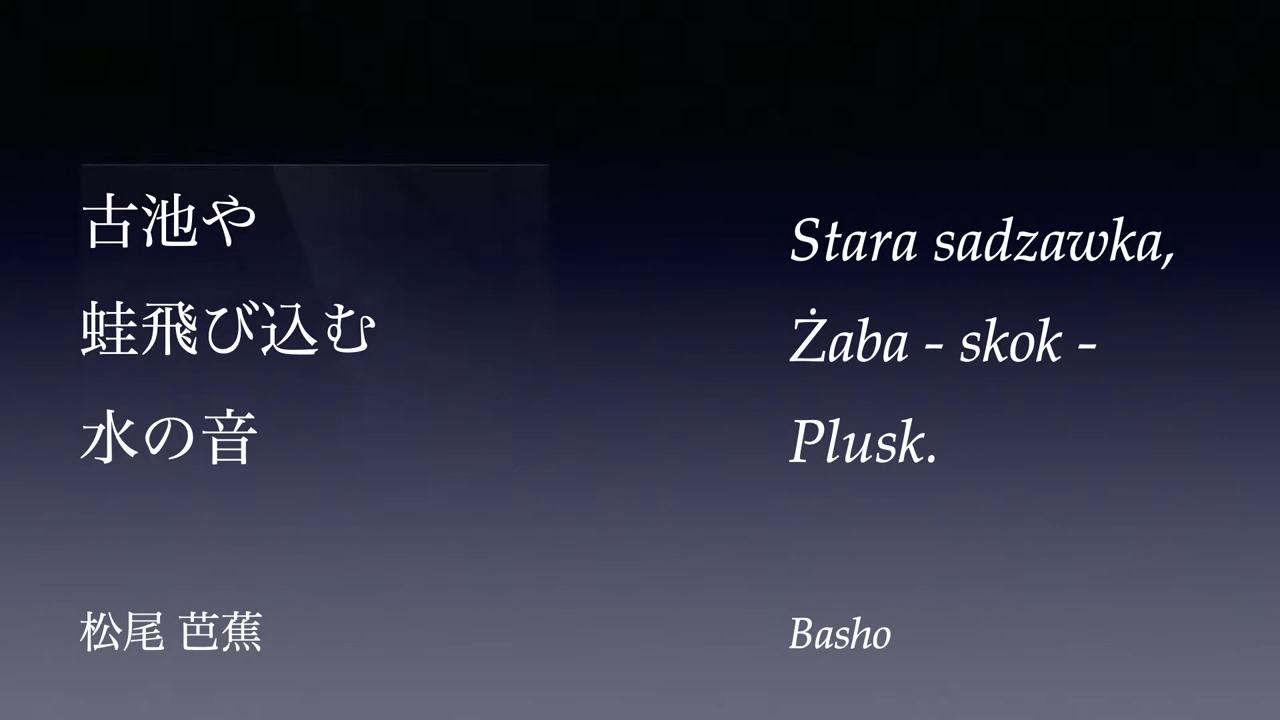 古池や
蛙飛び込む
水の音
松尾 芭蕉
Stara sadzawka,
Żaba - skok -
Plusk.
Basho